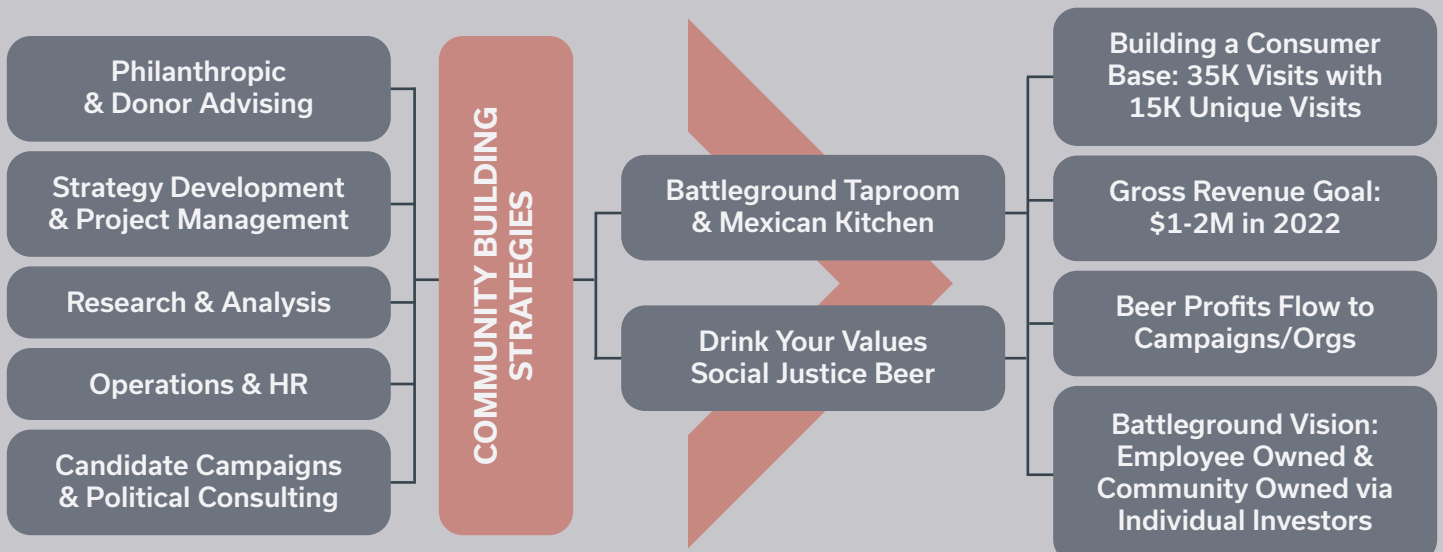 Philanthropic
& Donor Advising
Strategy Development
& Project Management
Research & Analysis
Operations & HR
Candidate Campaigns
& Political Consulting
COMMUNITY BUILDING
STRATEGIES
Battleground Taproom
& Mexican Kitchen
Drink Your Values
Social Justice Beer
Building a Consumer
Base: 35K Visits with
15K Unique Visits
Gross Revenue Goal:
$1-2M in 2022
Beer Profits Flow to
Campaigns/Orgs
Battleground Vision:
Employee Owned &
Community Owned via
Individual Investors